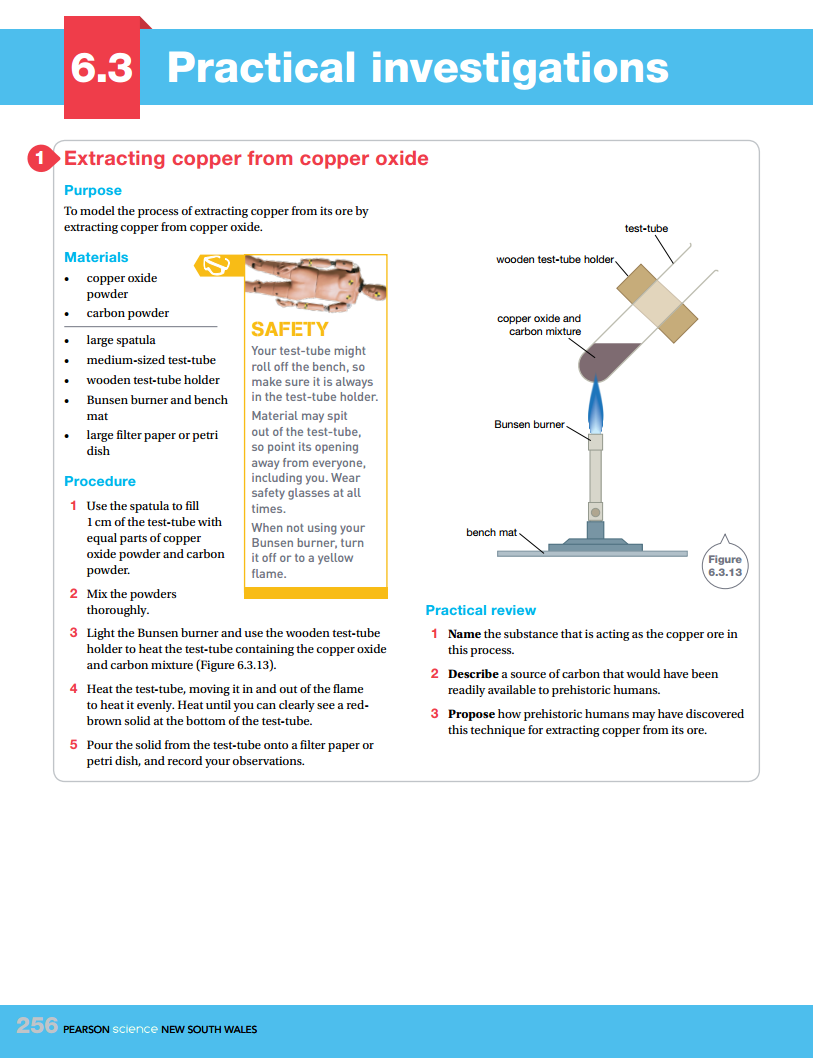 6.3 Practical investigations
1 Extracting copper from copper oxide
Purpose
To model the process of extracting copper from its ore by
extracting copper from copper oxide.
Materials
• copper oxide
powder
• carbon powder
• large spatula
• medium-sized test-tube
• wooden test-tube holder
• Bunsen burner and bench
mat
• large filter paper or petri
dish
SAFETY
Your test-tube might
roll off the bench, so
make sure it is always
in the test-tube holder.
Material may spit
out of the test-tube,
so point its opening
away from everyone,
including you. Wear
safety glasses at all
times.
When not using your
Bunsen burner, turn
it off or to a yellow
flame.
Procedure
1 Use the spatula to fill
1 cm of the test-tube with
equal parts of copper
oxide powder and carbon
powder.
2 Mix the powders
thoroughly.
3 Light the Bunsen burner and use the wooden test-tube
holder to heat the test-tube containing the copper oxide
and carbon mixture (Figure 6.3.13).
4 Heat the test-tube, moving it in and out of the flame
to heat it evenly. Heat until you can clearly see a red-
brown solid at the bottom of the test-tube.
5 Pour the solid from the test-tube onto a filter paper or
petri dish, and record your observations.
test-tube
wooden test-tube holder
copper oxide and
carbon mixture
Bunsen burner
bench mat
Figure
6.3.13
Practical review
1 Name the substance that is acting as the copper ore in
this process.
2 Describe a source of carbon that would have been
readily available to prehistoric humans.
3 Propose how prehistoric humans may have discovered
this technique for extracting copper from its ore.
256 PEARSON science NEW SOUTH WALES